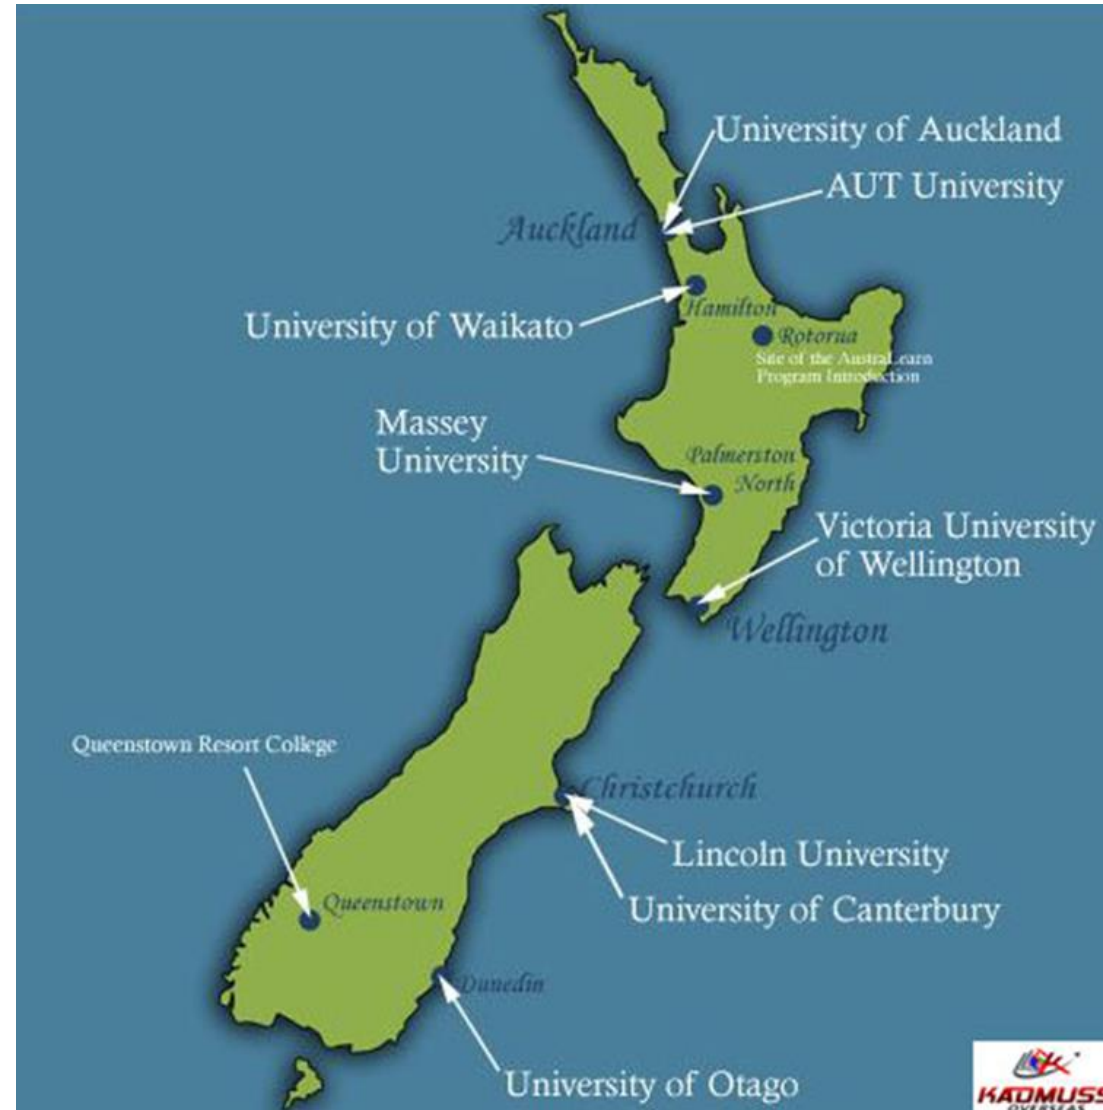 University of Auckland
AUT University
Auckland
University of Waikato
Hamilton
Rotorua
Site of the AustraLearn
Program Introduction
Massey
University
Palmerston
North
Victoria University
of Wellington
Wellington
Queenstown Resort College
Christchurch
Lincoln University
University of Canterbury
Queenstown
Dunedin
University of Otago
KADMUSS
OVERSEAS